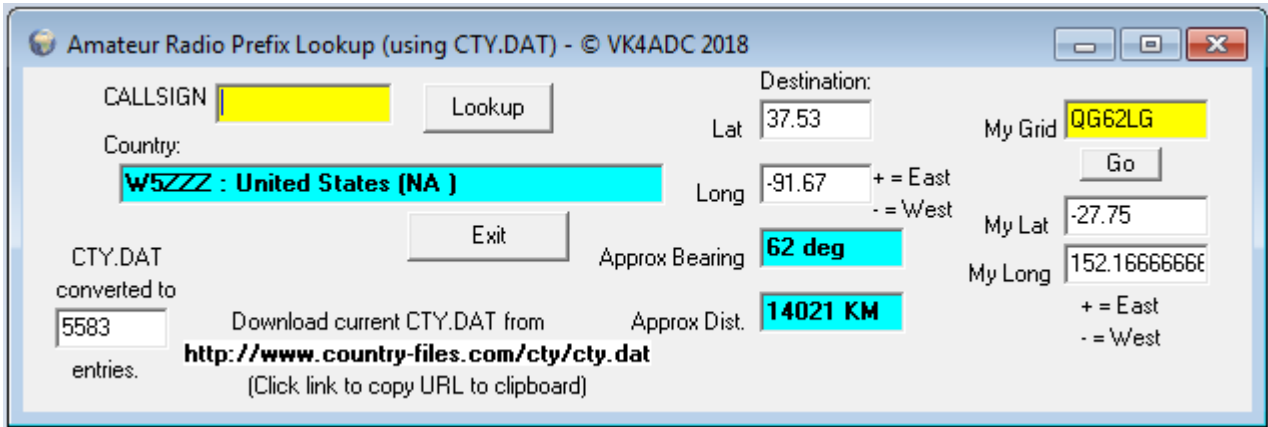 Amateur Radio Prefix Lookup (using CTY.DAT) - © VK4ADC 2018
CALLSIGN
Lookup
Country:
W5ZZZ : United States (NA )
Exit
CTY.DAT
converted to
5583
entries.
Download current CTY.DAT from
http://www.country-files.com/cty/cty.dat
(Click link to copy URL to clipboard)
Destination:
Lat 37.53
Long -91.67
+ = East
- = West
Approx Bearing 62 deg
Approx Dist. 14021 KM
My Grid QG62LG
Go
My Lat -27.75
My Long 152.16666666
+ = East
- = West